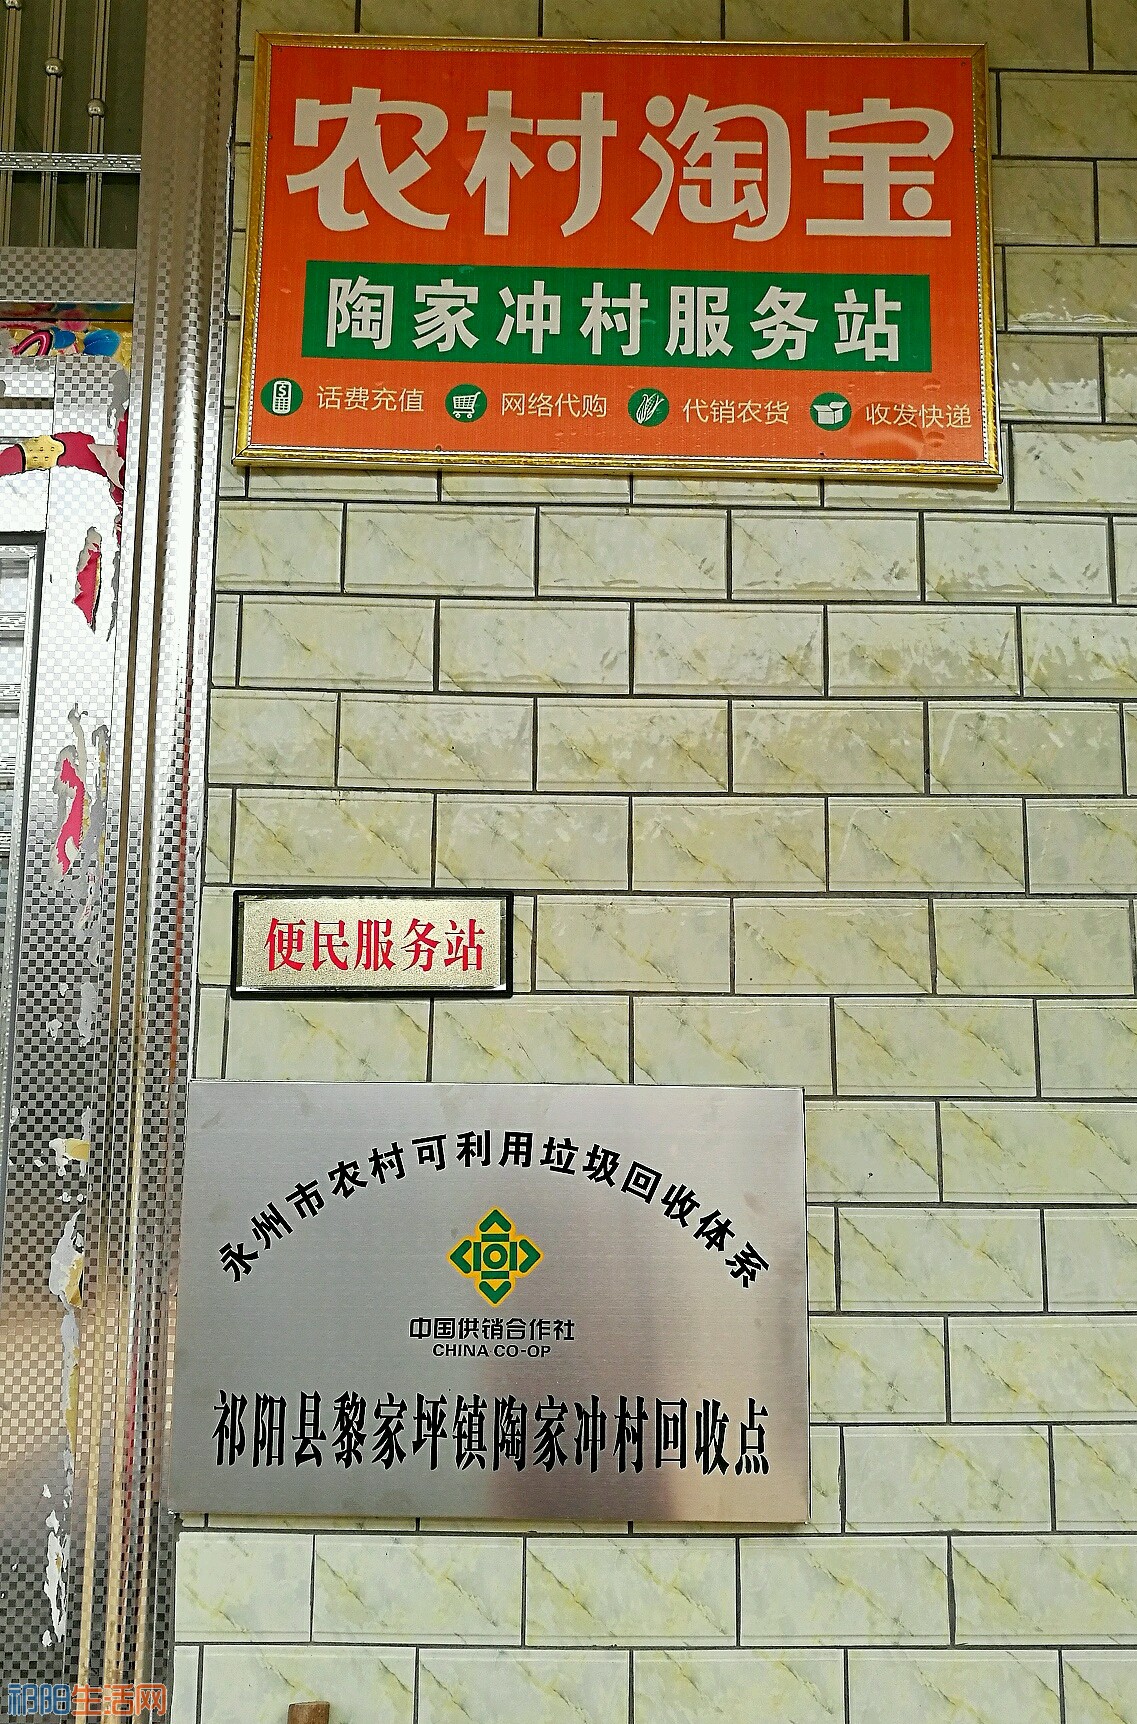 农村淘宝
陶家冲村服务站
话费充值 网络代购 代销农货 收发快递
便民服务站
永州市农村可利用垃圾回收体系
中国供销合作社
CHINA CO-OP
祁阳县黎家坪镇陶家冲村回收点
祁阳生活网